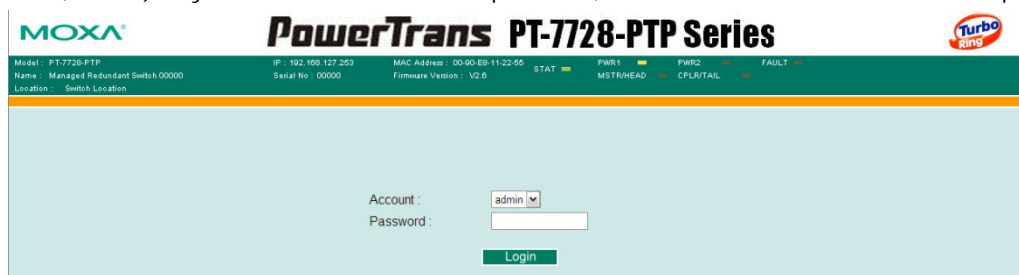 MOXA
PowerTrans PT-7728-PTP Series
Turbo Ring
Model : PT-7728-PTP IP : 192.168.127.253 MAC Address : 00-90-E8-11-22-55 STAT PWR1 PWR2 FAULT
Name : Managed Redundant Switch 00000 Serial No : 00000 Firmware Version : V2.6 MSTR/HEAD CPLR/TAIL
Location : Switch Location
Account :
admin
Password :
Login